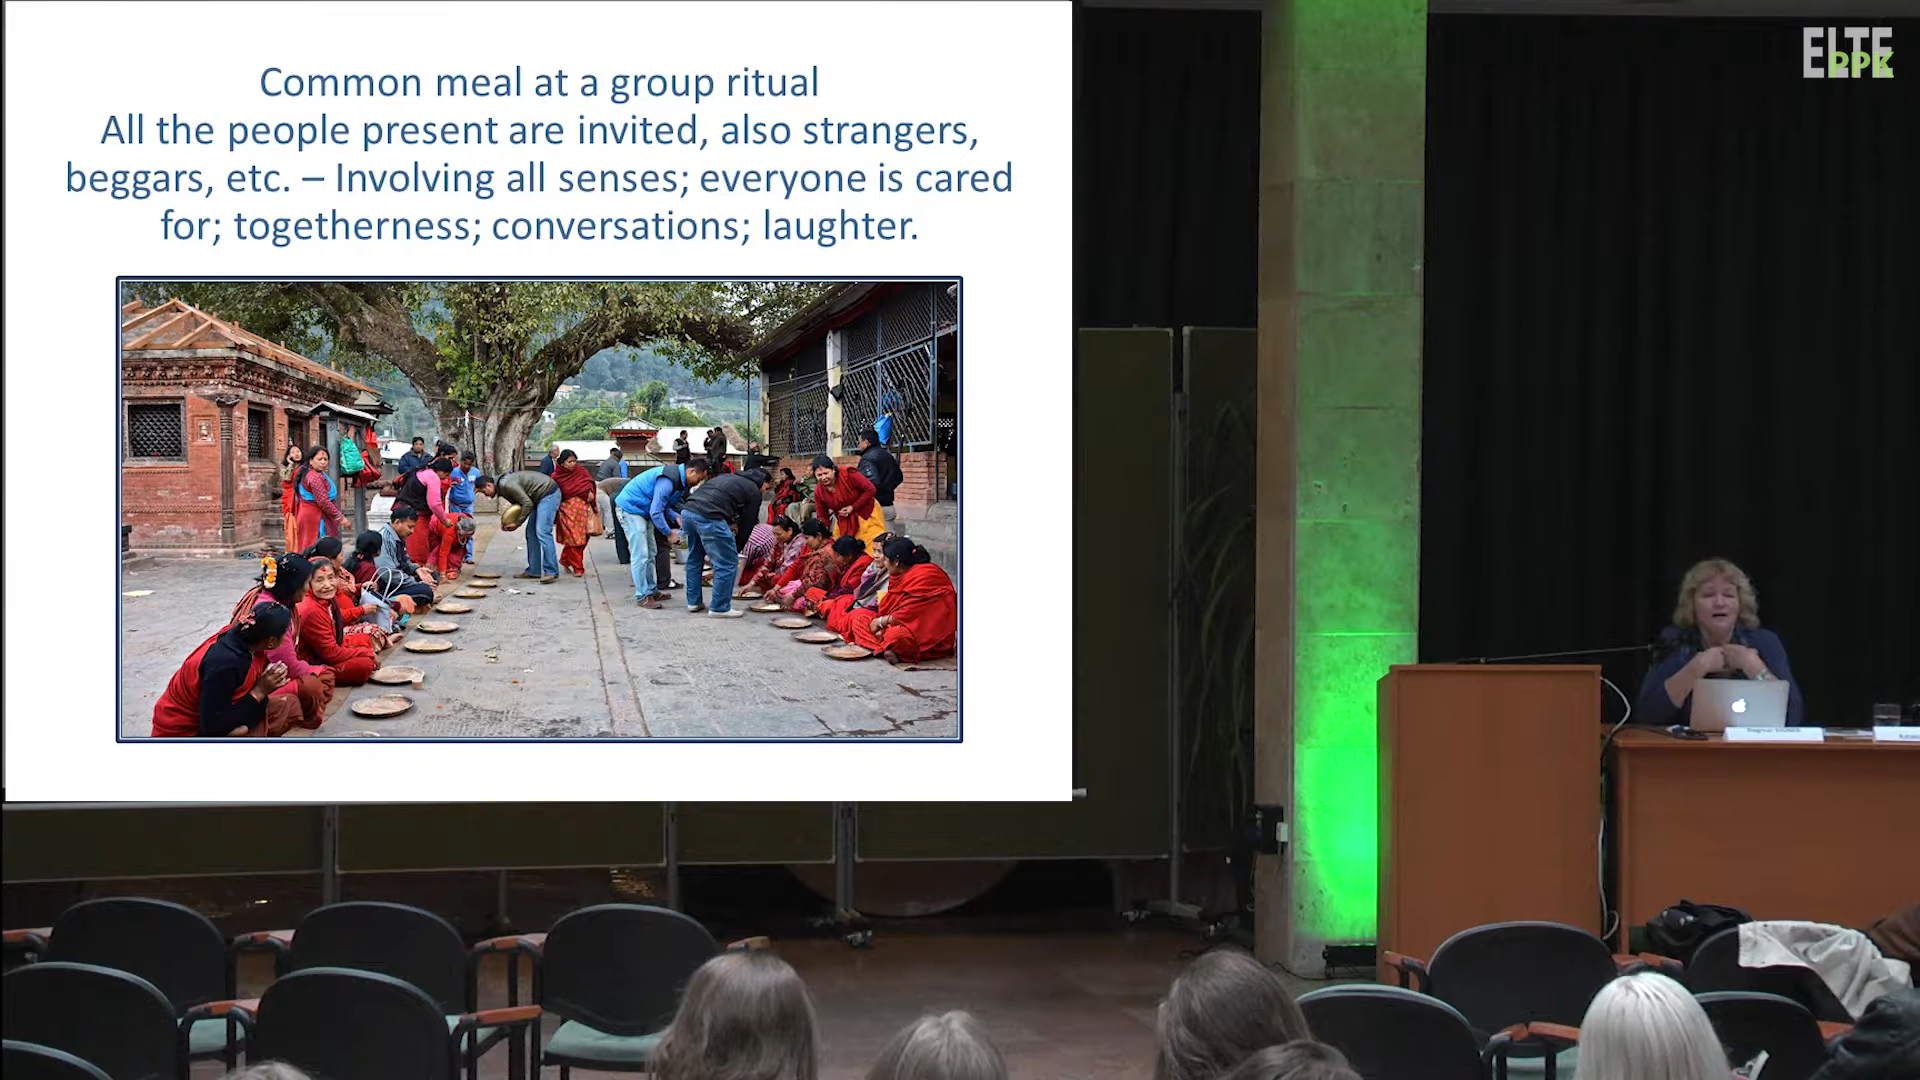 Common meal at a group ritual
All the people present are invited, also strangers,
beggars, etc. – Involving all senses; everyone is cared
for; togetherness; conversations; laughter.
ELTE
PPK